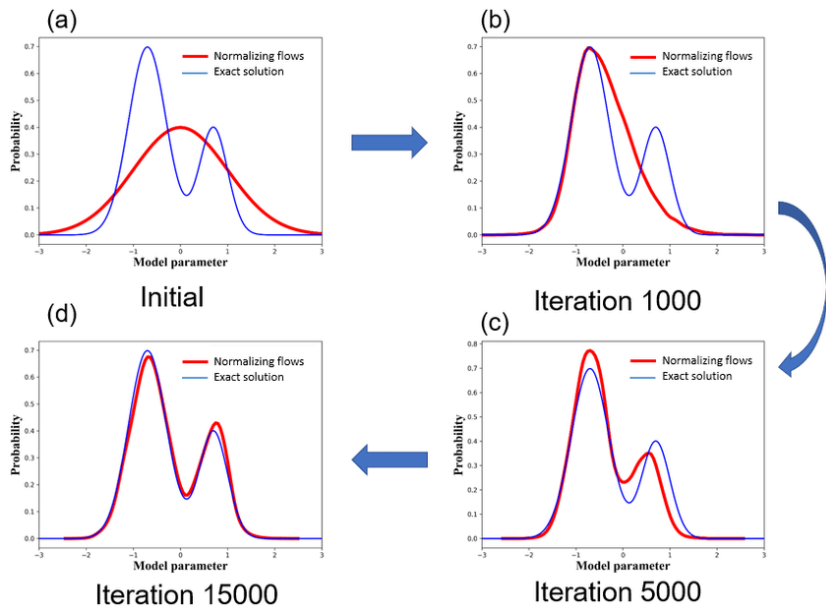 (a)
Normalizing flows
Exact solution
Probability
0.7
0.6
0.5
0.4
0.3
0.2
0.1
0.0
−3 −2 −1 0 1 2 3
Model parameter
Initial
(b)
Normalizing flows
Exact solution
Probability
0.7
0.6
0.5
0.4
0.3
0.2
0.1
0.0
−3 −2 −1 0 1 2 3
Model parameter
Iteration 1000
(c)
Normalizing flows
Exact solution
Probability
0.8
0.7
0.6
0.5
0.4
0.3
0.2
0.1
0.0
−3 −2 −1 0 1 2 3
Model parameter
Iteration 5000
(d)
Normalizing flows
Exact solution
Probability
0.7
0.6
0.5
0.4
0.3
0.2
0.1
0.0
−3 −2 −1 0 1 2 3
Model parameter
Iteration 15000